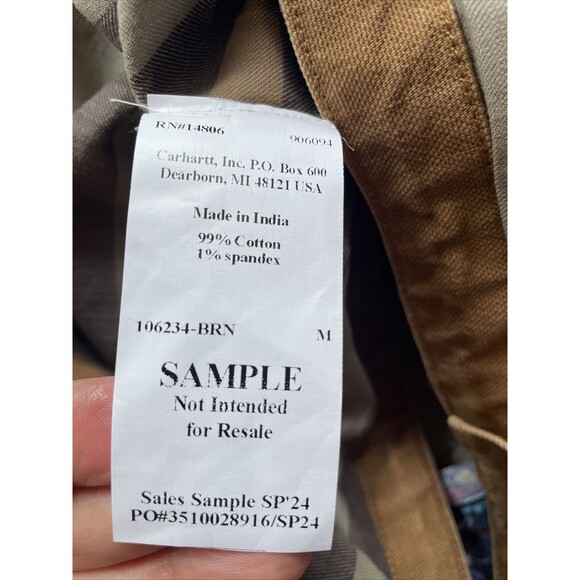 RN#14806 906094
Carhartt, Inc. P.O. Box 600
Dearborn, MI 48121 USA
Made in India
99% Cotton
1% spandex
106234-BRN M
SAMPLE
Not Intended
for Resale
Sales Sample SP'24
PO#3510028916/SP24